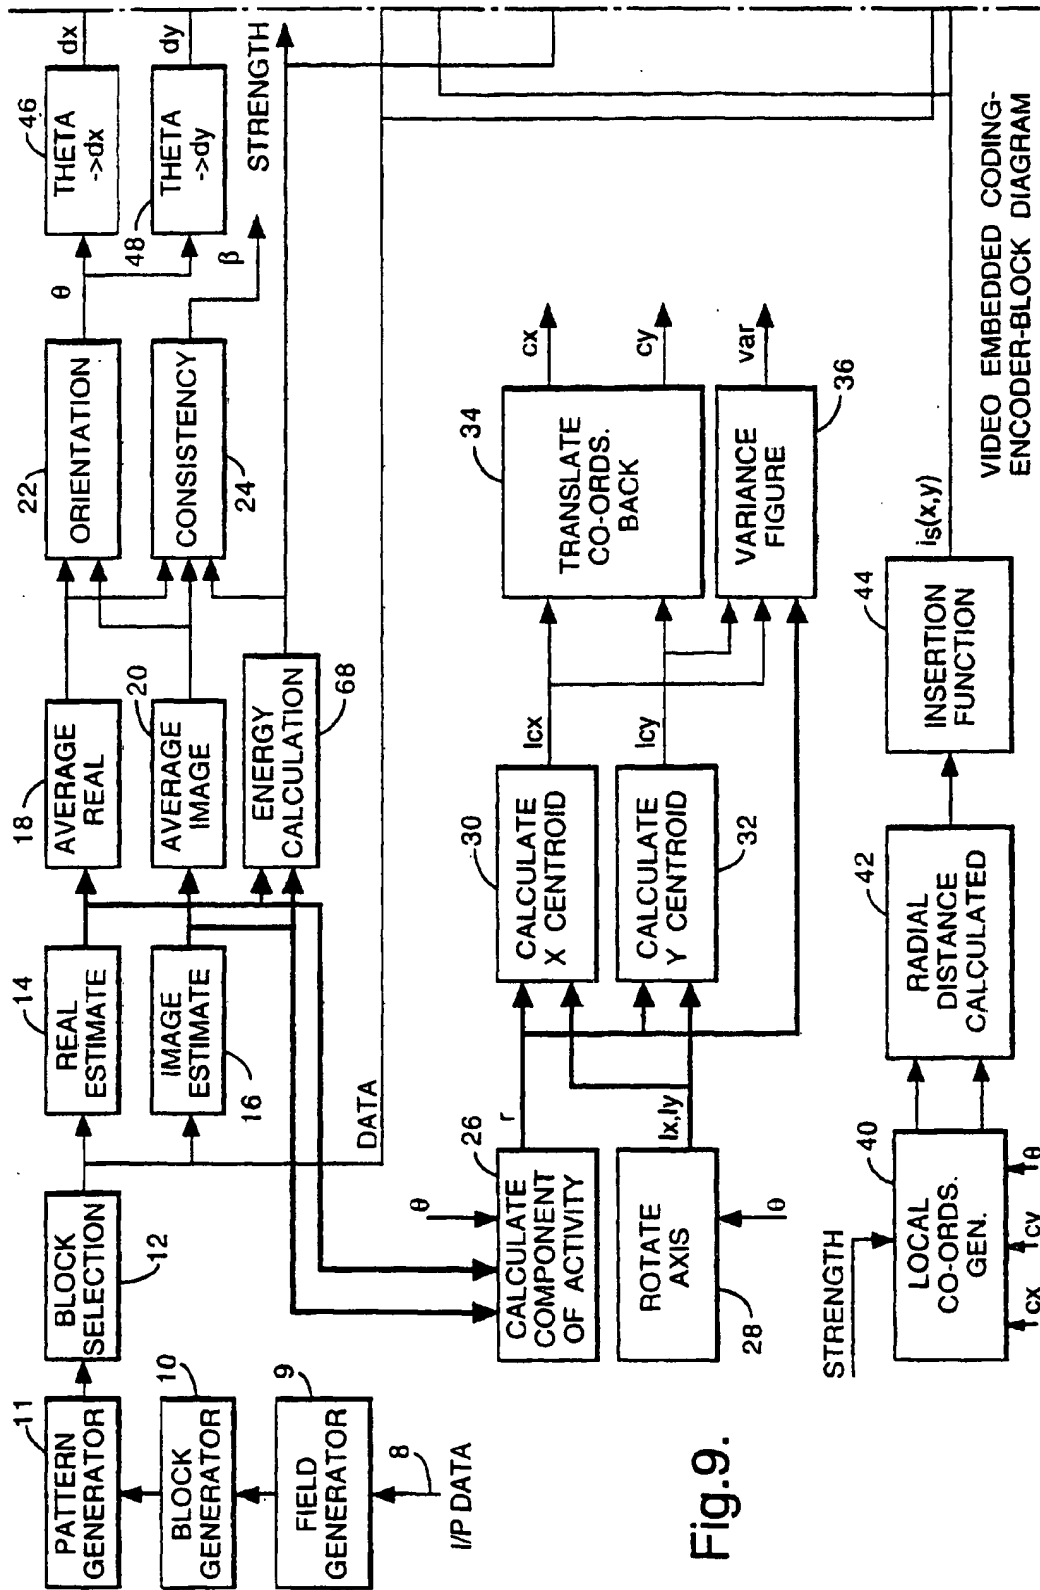 11
PATTERN
GENERATOR
10
BLOCK
GENERATOR
9
FIELD
GENERATOR
8
I/P DATA
BLOCK
SELECTION
12
14
REAL
ESTIMATE
IMAGE
ESTIMATE
16
DATA
18
AVERAGE
REAL
20
AVERAGE
IMAGE
ENERGY
CALCULATION
68
22
ORIENTATION
CONSISTENCY
24
θ
β
46
THETA
->dx
48
THETA
->dy
dx
dy
STRENGTH
θ
26
CALCULATE
COMPONENT
OF ACTIVITY
ROTATE
AXIS
28
θ
r
lx,ly
30
CALCULATE
X CENTROID
CALCULATE
Y CENTROID
32
lcx
lcy
34
TRANSLATE
CO-ORDS.
BACK
VARIANCE
FIGURE
36
cx
cy
var
STRENGTH
40
LOCAL
CO-ORDS.
GEN.
cx
cy
θ
RADIAL
DISTANCE
CALCULATED
42
INSERTION
FUNCTION
44
is(x,y)
VIDEO EMBEDDED CODING-
ENCODER-BLOCK DIAGRAM
Fig.9.